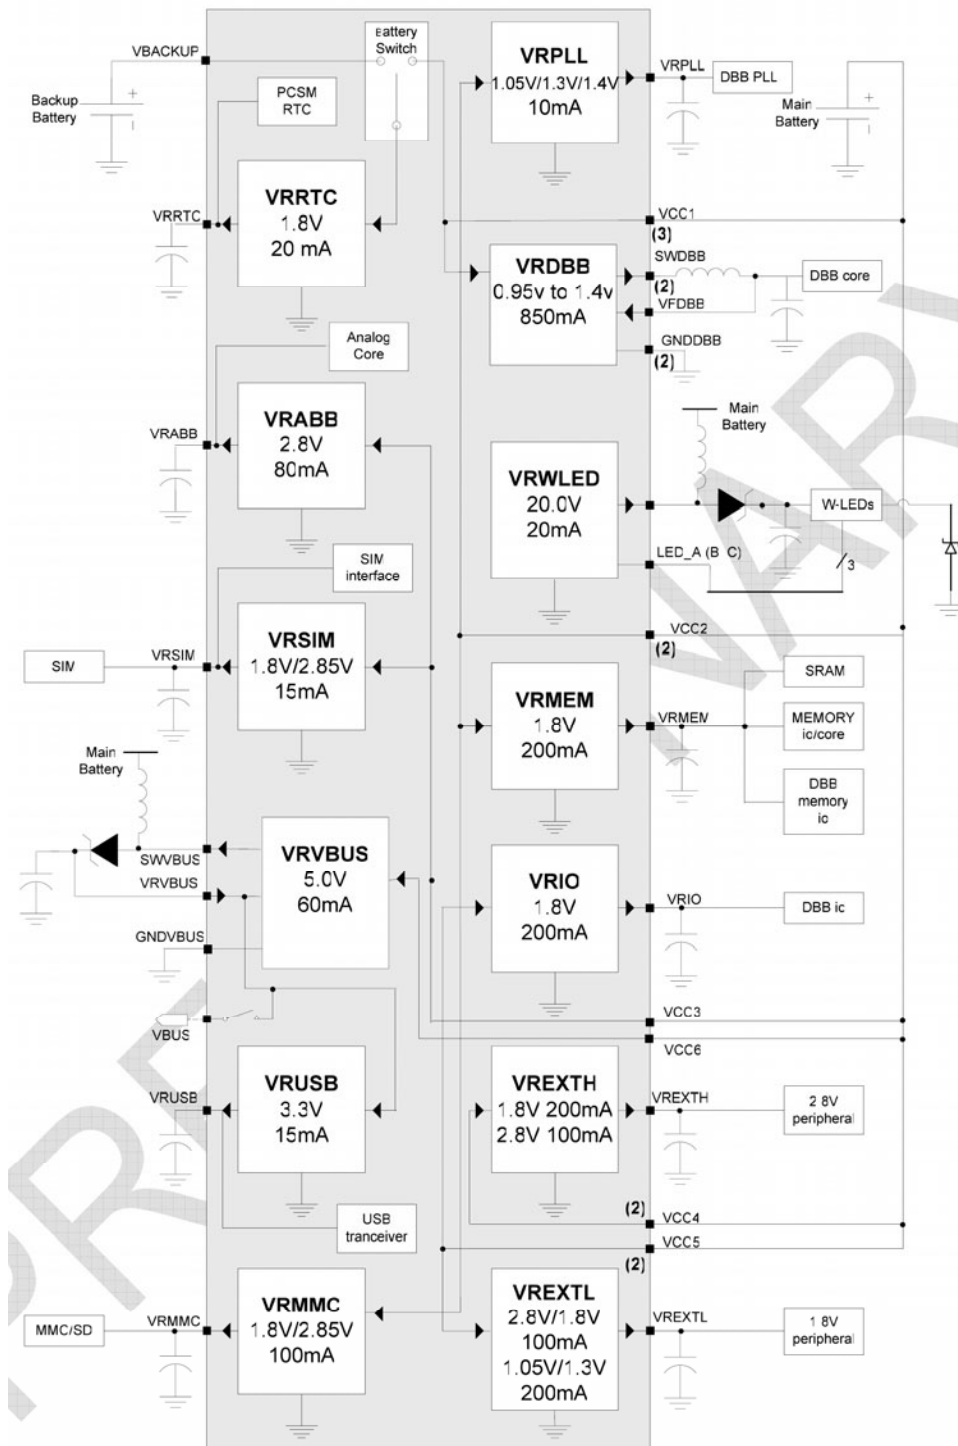 VBACKUP
Battery
Switch
VRPLL
1.05V/1.3V/1.4V
10mA
VRPLL
DBB PLL
Main
Battery
+
Backup
Battery
+
PCSM
RTC
VRRTC
VRRTC
1.8V
20 mA
VCC1
(3)
SWDBB
(2)
VFDBB
GNDDBB
(2)
VRDBB
0.95v to 1.4v
850mA
DBB core
Analog
Core
VRABB
VRABB
2.8V
80mA
Main
Battery
VRWLED
20.0V
20mA
W-LEDs
LED_A (B C)
3
SIM
interface
SIM
VRSIM
VRSIM
1.8V/2.85V
15mA
VCC2
(2)
VRMEM
1.8V
200mA
VRMEM
SRAM
MEMORY
ic/core
DBB
memory
ic
Main
Battery
SWVBUS
VRVBUS
GNDVBUS
VBUS
VRVBUS
5.0V
60mA
VRIO
1.8V
200mA
VRIO
DBB ic
VCC3
VCC6
VRUSB
VRUSB
3.3V
15mA
VREXTH
1.8V 200mA
2.8V 100mA
VREXTH
2 8V
peripheral
USB
tranceiver
(2)
VCC4
VCC5
(2)
MMC/SD
VRMMC
VRMMC
1.8V/2.85V
100mA
VREXTL
2.8V/1.8V
100mA
1.05V/1.3V
200mA
VREXTL
1 8V
peripheral